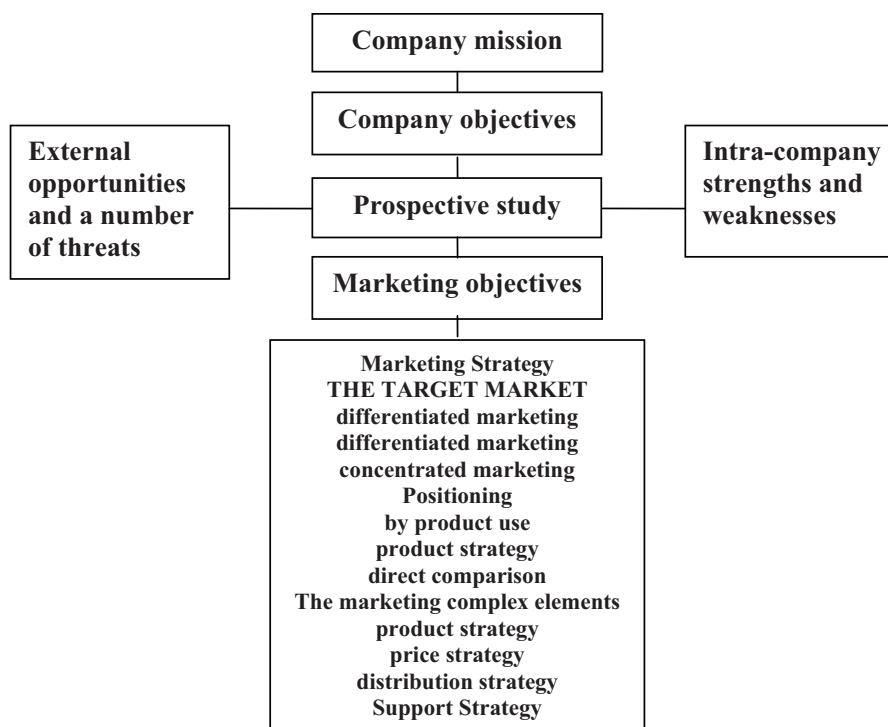 Company mission
Company objectives
External
opportunities
and a number
of threats
Prospective study
Intra-company
strengths and
weaknesses
Marketing objectives
Marketing Strategy
THE TARGET MARKET
differentiated marketing
differentiated marketing
concentrated marketing
Positioning
by product use
product strategy
direct comparison
The marketing complex elements
product strategy
price strategy
distribution strategy
Support Strategy